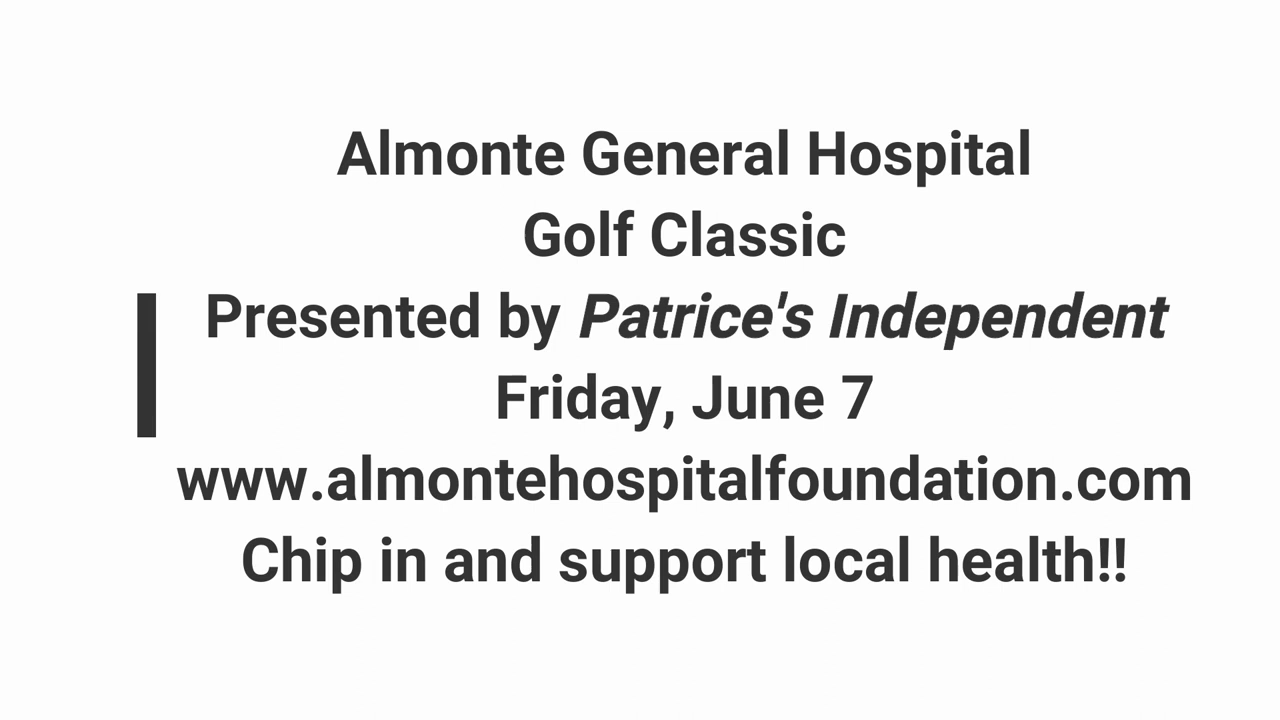 Almonte General Hospital
Golf Classic
Presented by Patrice's Independent
Friday, June 7
www.almontehospitalfoundation.com
Chip in and support local health!!